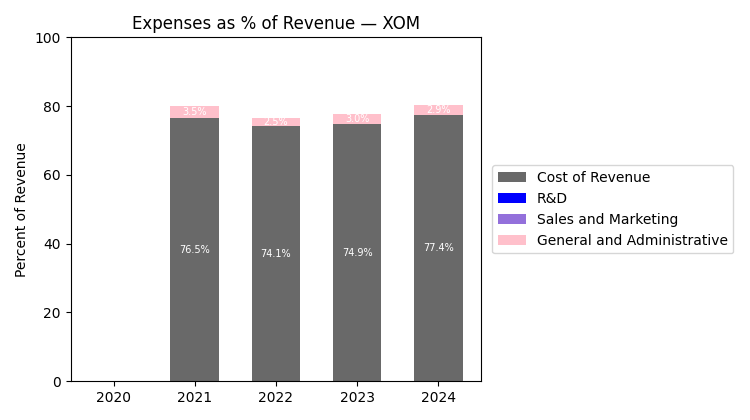 Expenses as % of Revenue — XOM
Percent of Revenue
100
80
60
40
20
0
3.5%
2.5%
3.0%
2.9%
76.5%
74.1%
74.9%
77.4%
2020 2021 2022 2023 2024
Cost of Revenue
R&D
Sales and Marketing
General and Administrative